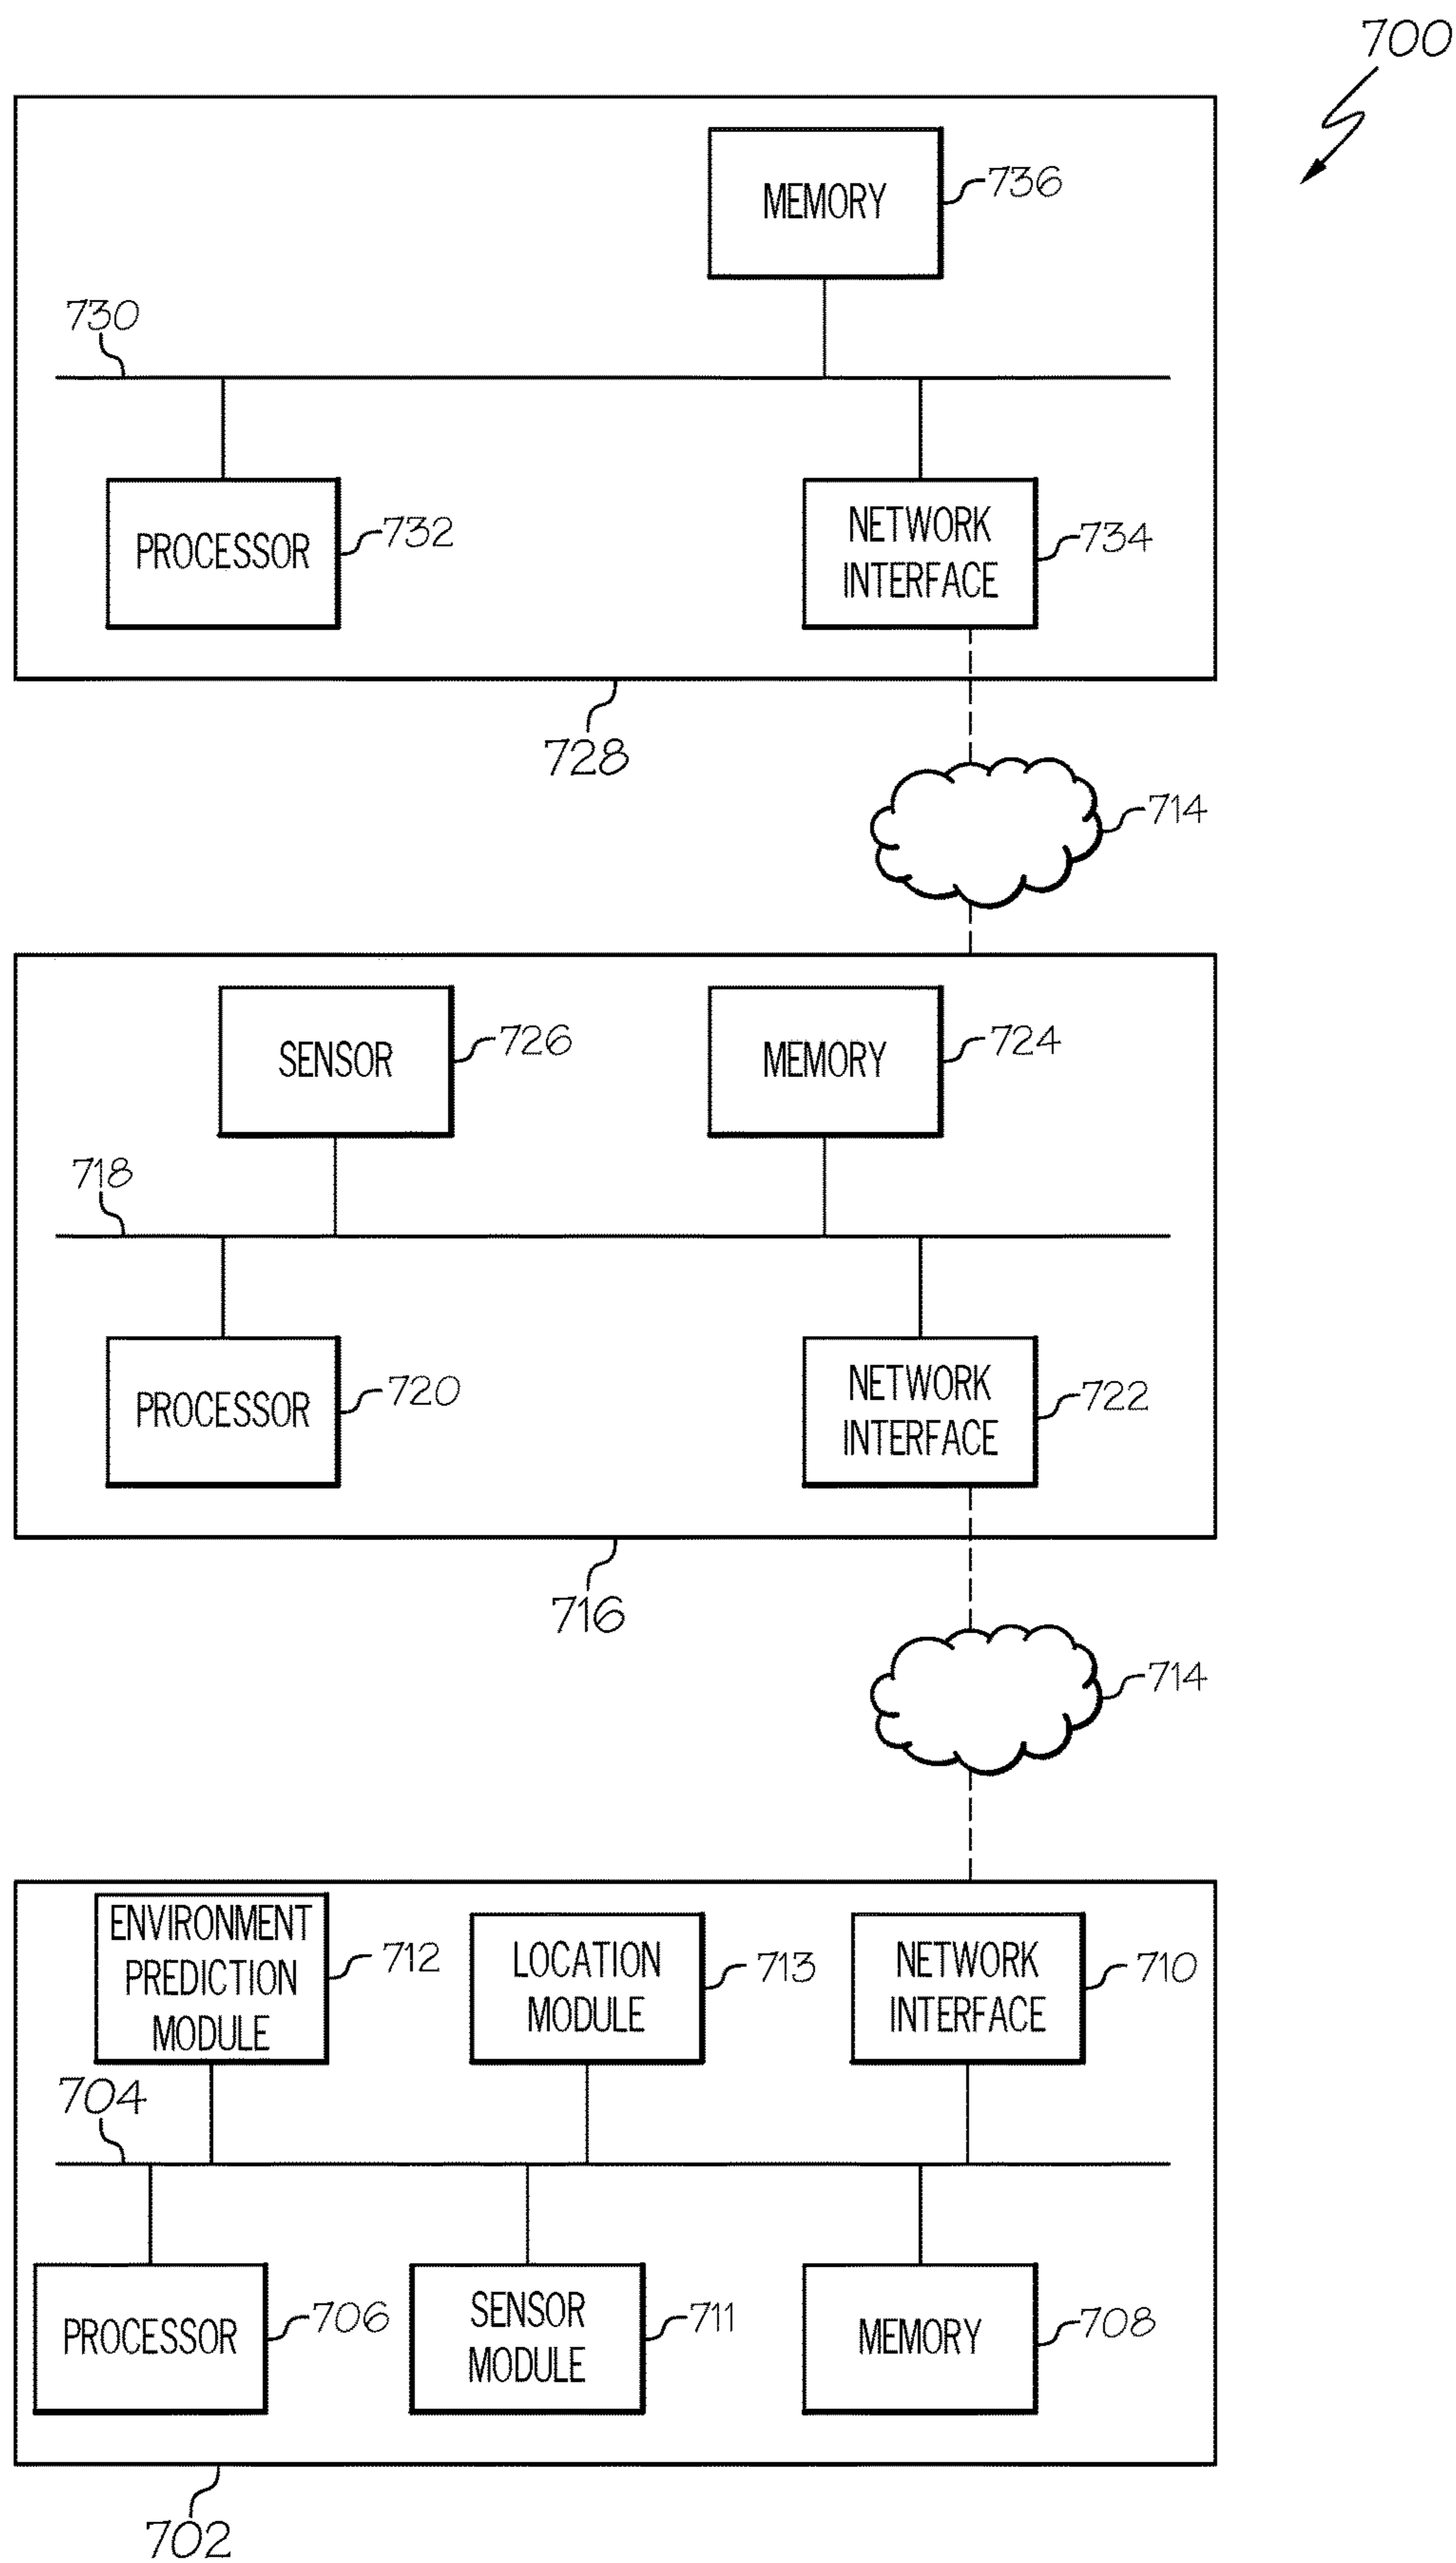 700
MEMORY
736
730
PROCESSOR
732
NETWORK
INTERFACE
734
728
714
SENSOR
726
MEMORY
724
718
PROCESSOR
720
NETWORK
INTERFACE
722
716
714
ENVIRONMENT
PREDICTION
MODULE
712
LOCATION
MODULE
713
NETWORK
INTERFACE
710
704
PROCESSOR
706
SENSOR
MODULE
711
MEMORY
708
702